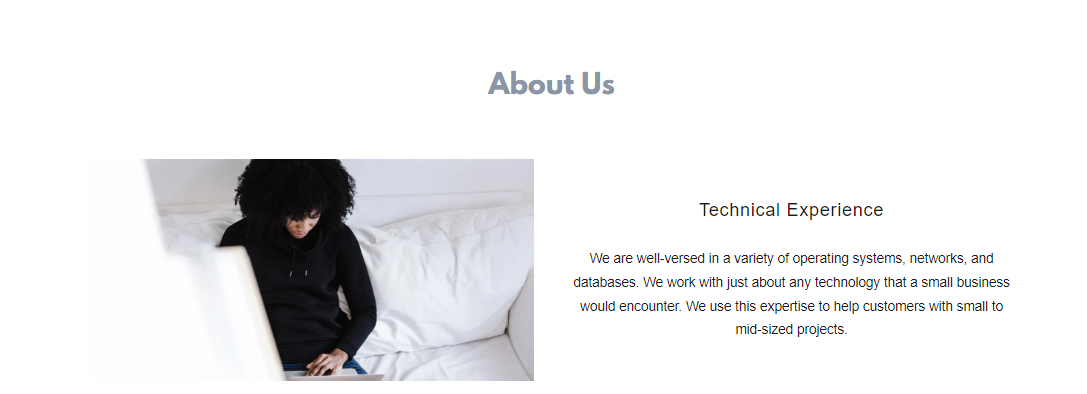 About Us
Technical Experience
We are well-versed in a variety of operating systems, networks, and
databases. We work with just about any technology that a small business
would encounter. We use this expertise to help customers with small to
mid-sized projects.